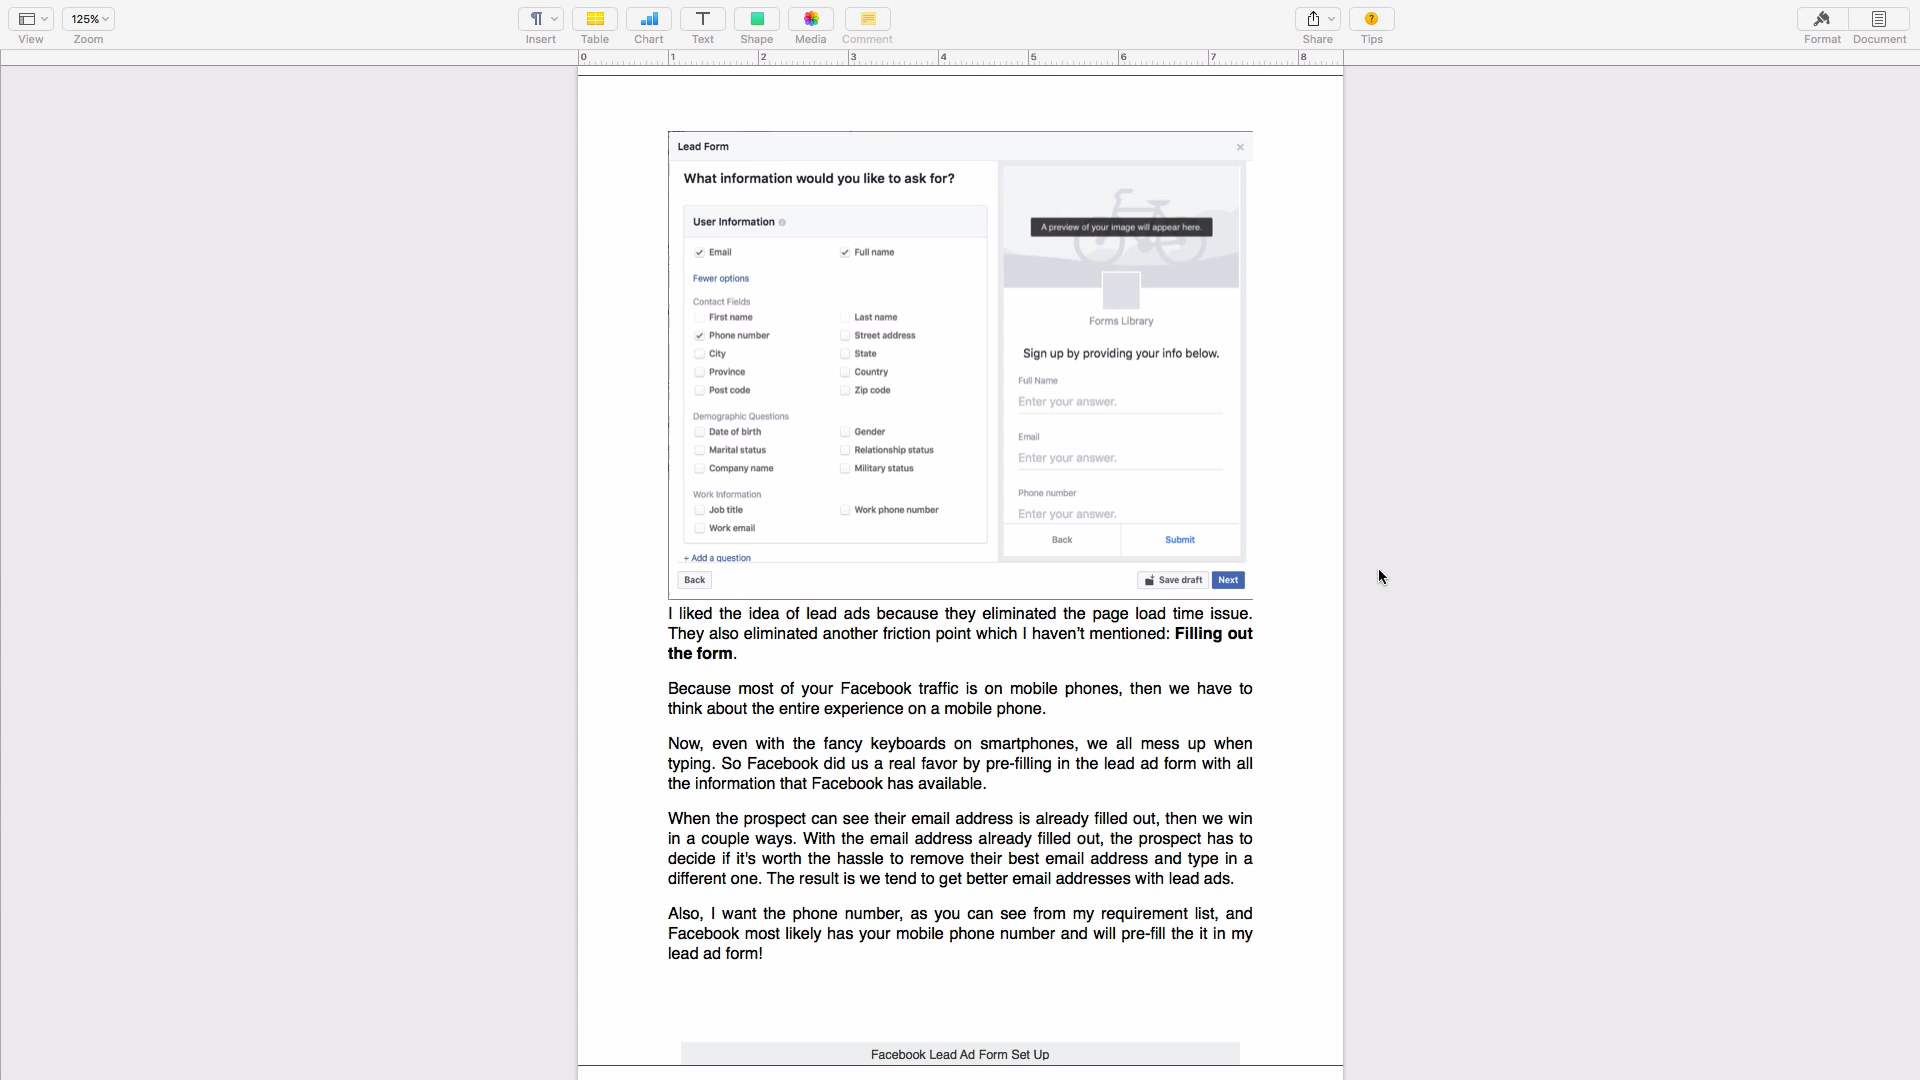 125%
View
Zoom
Insert
Table
Chart
Text
Shape
Media
Comment
Share
Tips
Format
Document
0 1 2 3 4 5 6 7 8
Lead Form
What information would you like to ask for?
User Information
Email Full name
Fewer options
Contact Fields
First name Last name
Phone number Street address
City State
Province Country
Post code Zip code
Demographic Questions
Date of birth Gender
Marital status Relationship status
Company name Military status
Work Information
Job title Work phone number
Work email
+ Add a question
Back
A preview of your image will appear here.
Forms Library
Sign up by providing your info below.
Full Name
Enter your answer.
Email
Enter your answer.
Phone number
Enter your answer.
Back Submit
Save draft Next
I liked the idea of lead ads because they eliminated the page load time issue.
They also eliminated another friction point which I haven't mentioned: Filling out
the form.
Because most of your Facebook traffic is on mobile phones, then we have to
think about the entire experience on a mobile phone.
Now, even with the fancy keyboards on smartphones, we all mess up when
typing. So Facebook did us a real favor by pre-filling in the lead ad form with all
the information that Facebook has available.
When the prospect can see their email address is already filled out, then we win
in a couple ways. With the email address already filled out, the prospect has to
decide if it's worth the hassle to remove their best email address and type in a
different one. The result is we tend to get better email addresses with lead ads.
Also, I want the phone number, as you can see from my requirement list, and
Facebook most likely has your mobile phone number and will pre-fill the it in my
lead ad form!
Facebook Lead Ad Form Set Up